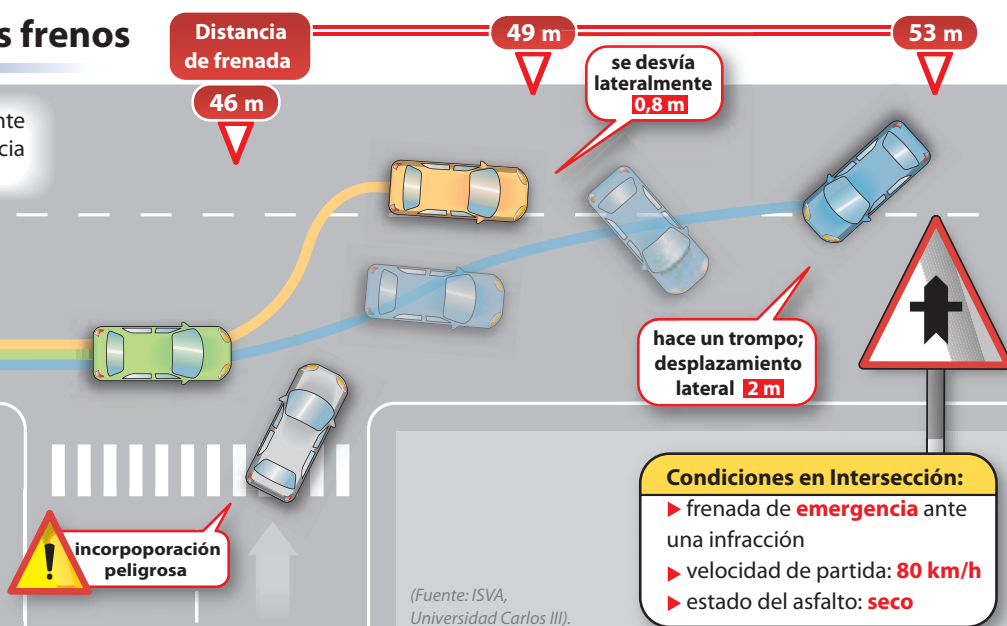 s frenos
Distancia
de frenada
46 m
49 m
53 m
nte
cia
se desvía
lateralmente
0,8 m
hace un trompo;
desplazamiento
lateral 2 m
incorpoporación
peligrosa
(Fuente: ISVA,
Universidad Carlos III).
Condiciones en Intersección:
frenada de emergencia ante
una infracción
velocidad de partida: 80 km/h
estado del asfalto: seco